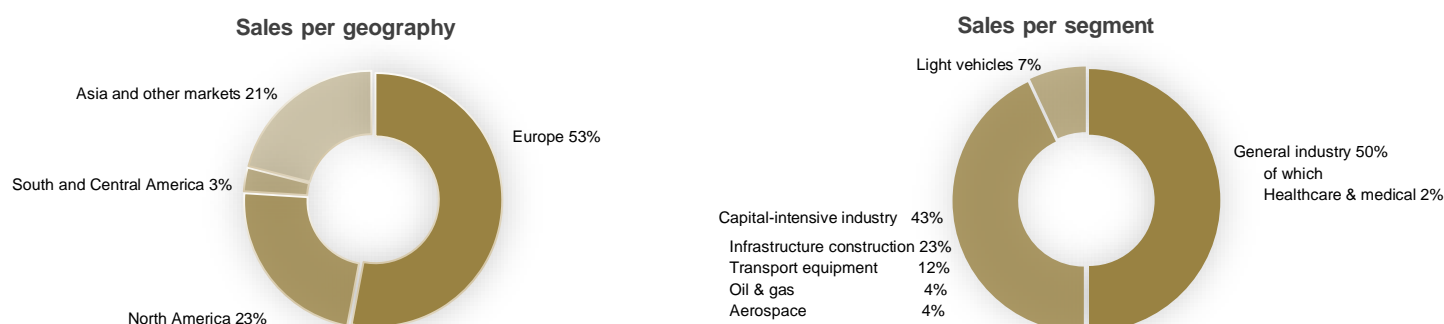 Sales per geography
Asia and other markets 21%
Europe 53%
South and Central America 3%
North America 23%
Sales per segment
Light vehicles 7%
General industry 50%
of which
Healthcare & medical 2%
Capital-intensive industry 43%
Infrastructure construction 23%
Transport equipment 12%
Oil & gas 4%
Aerospace 4%